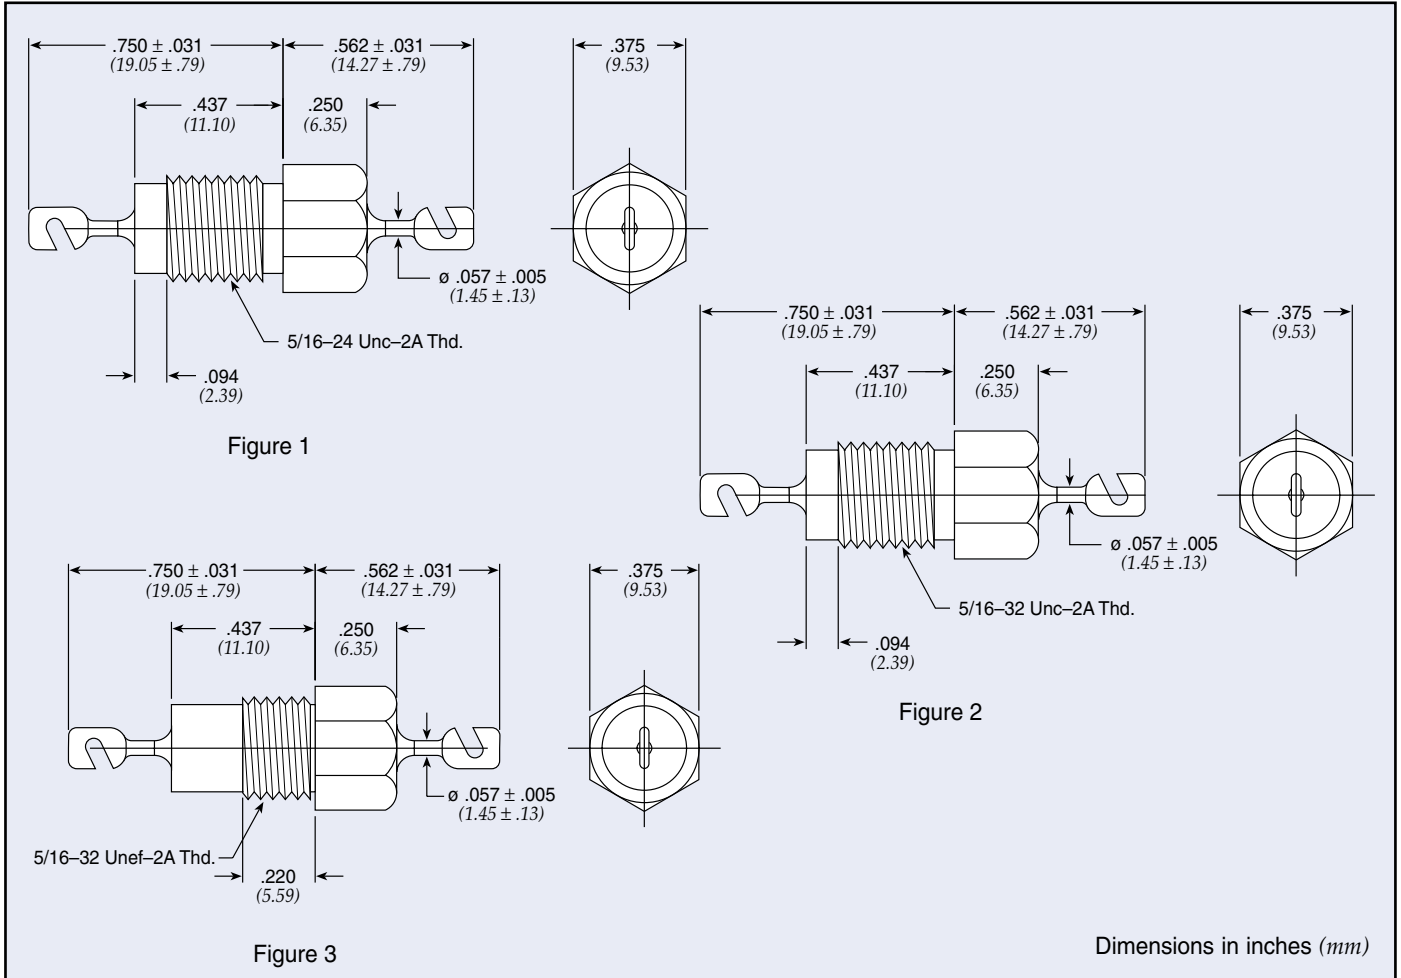 .750 ± .031
(19.05 ± .79)
.562 ± .031
(14.27 ± .79)
.375
(9.53)
.437
(11.10)
.250
(6.35)
ø .057 ± .005
(1.45 ± .13)
5/16–24 Unc–2A Thd.
.094
(2.39)
Figure 1
.750 ± .031
(19.05 ± .79)
.562 ± .031
(14.27 ± .79)
.375
(9.53)
.437
(11.10)
.250
(6.35)
ø .057 ± .005
(1.45 ± .13)
5/16–32 Unc–2A Thd.
.094
(2.39)
Figure 2
.750 ± .031
(19.05 ± .79)
.562 ± .031
(14.27 ± .79)
.375
(9.53)
.437
(11.10)
.250
(6.35)
ø .057 ± .005
(1.45 ± .13)
5/16–32 Unef–2A Thd.
.220
(5.59)
Figure 3
Dimensions in inches (mm)